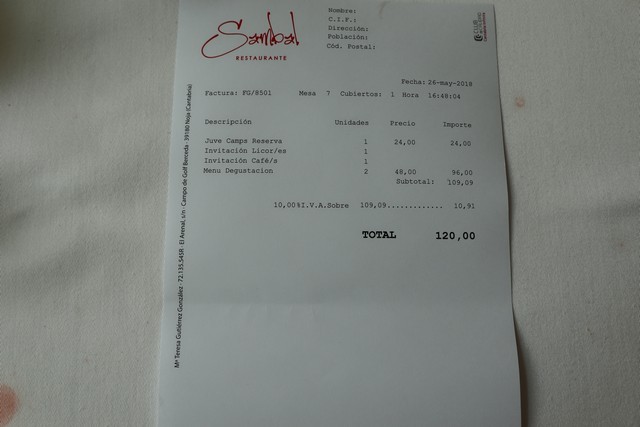 Sambal
RESTAURANTE
Nombre:
C.I.F.:
Dirección:
Población:
Cód. Postal:
Fecha: 26-may-2018
Factura: FG/8501 Mesa 7 Cubiertos: 1 Hora 16:48:04
Descripción Unidades Precio Importe
Juve Camps Reserva 1 24,00 24,00
Invitación Licor/es 1
Invitación Café/s 1
Menu Degustacion 2 48,00 96,00
Subtotal: 109,09
10,00%I.V.A.Sobre 109,09............. 10,91
TOTAL 120,00
Mª Teresa Gutiérrez González · 72.135.545R · El Arenal, s/n · Campo de Golf Berceda · 39180 Noja (Cantabria)
CLUB